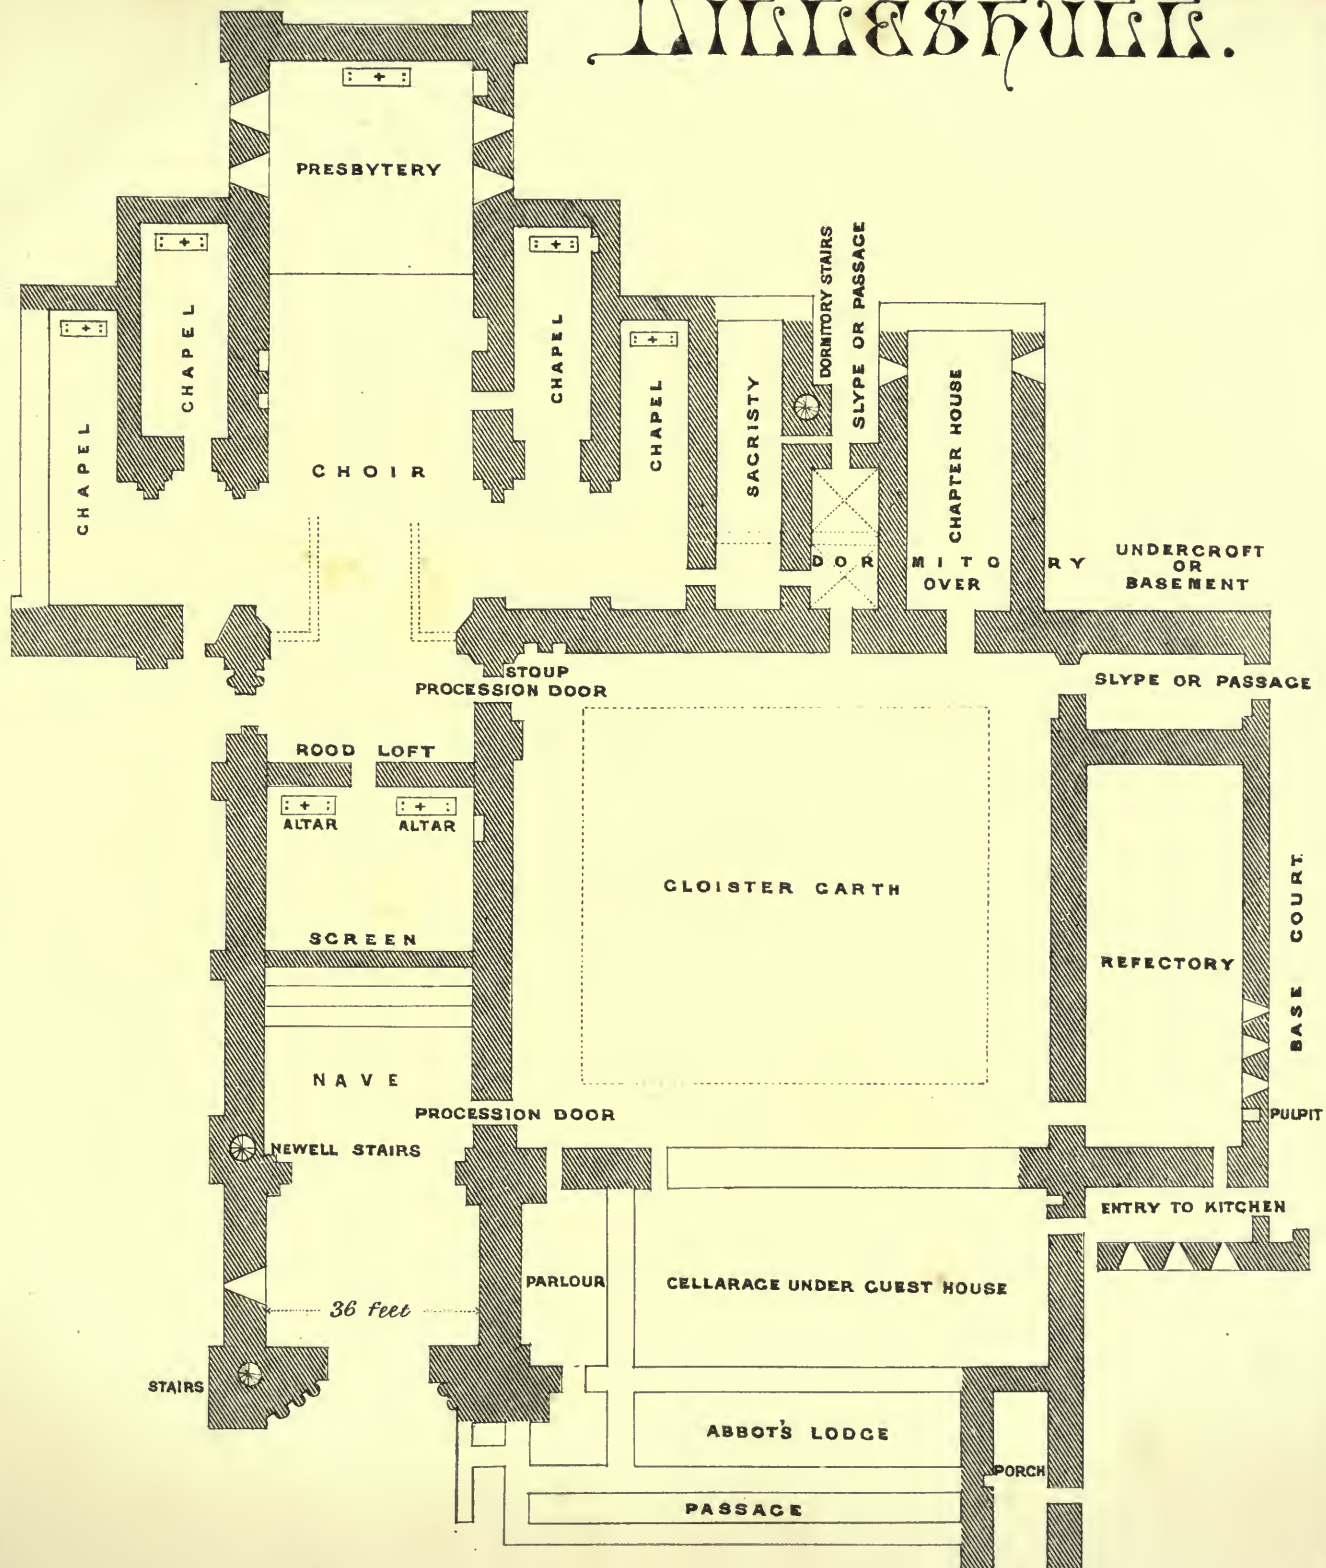 LILLESHULL.
PRESBYTERY
CHAPEL
CHAPEL
CHOIR
CHAPEL
CHAPEL
SACRISTY
DORMITORY STAIRS
SLYPE OR PASSAGE
CHAPTER HOUSE
DORMITORY
OVER
UNDERCROFT
OR
BASEMENT
STOUP
PROCESSION DOOR
SLYPE OR PASSAGE
ROOD LOFT
ALTAR
ALTAR
CLOISTER GARTH
SCREEN
REFECTORY
BASE COURT.
NAVE
PROCESSION DOOR
PULPIT
NEWELL STAIRS
ENTRY TO KITCHEN
PARLOUR
CELLARAGE UNDER GUEST HOUSE
36 feet
STAIRS
ABBOT'S LODGE
PORCH
PASSAGE